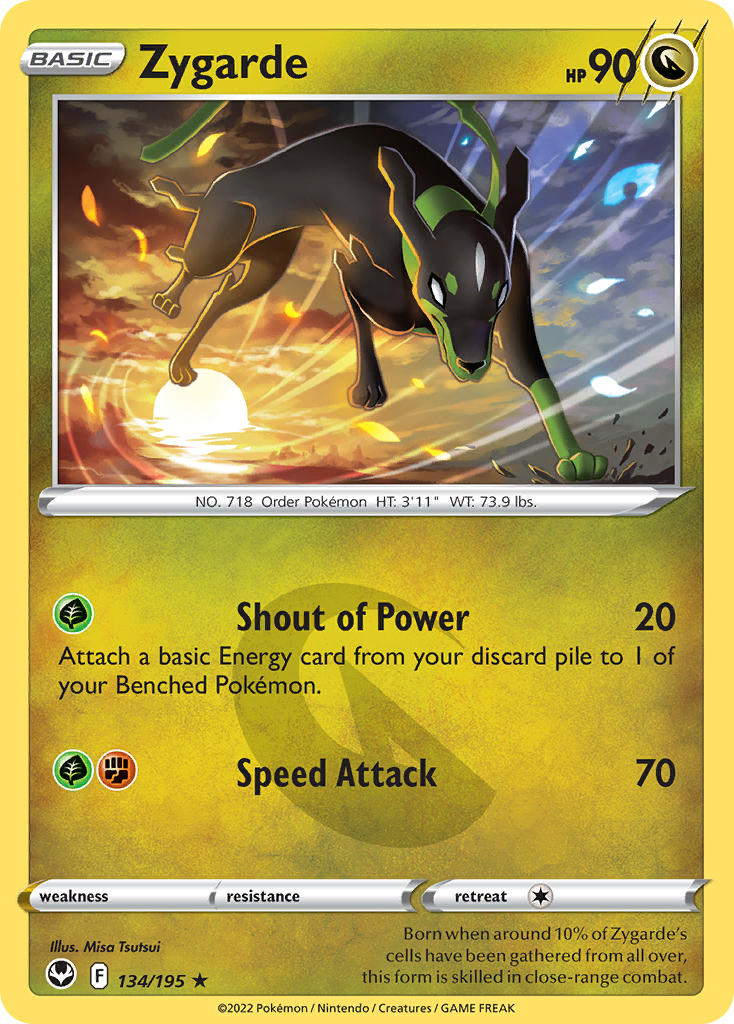 BASIC
Zygarde
HP 90
NO. 718 Order Pokémon HT: 3'11" WT: 73.9 lbs.
Shout of Power 20
Attach a basic Energy card from your discard pile to 1 of
your Benched Pokémon.
Speed Attack 70
weakness resistance retreat
Illus. Misa Tsutsui
F 134/195 ★
Born when around 10% of Zygarde's
cells have been gathered from all over,
this form is skilled in close-range combat.
©2022 Pokémon / Nintendo / Creatures / GAME FREAK